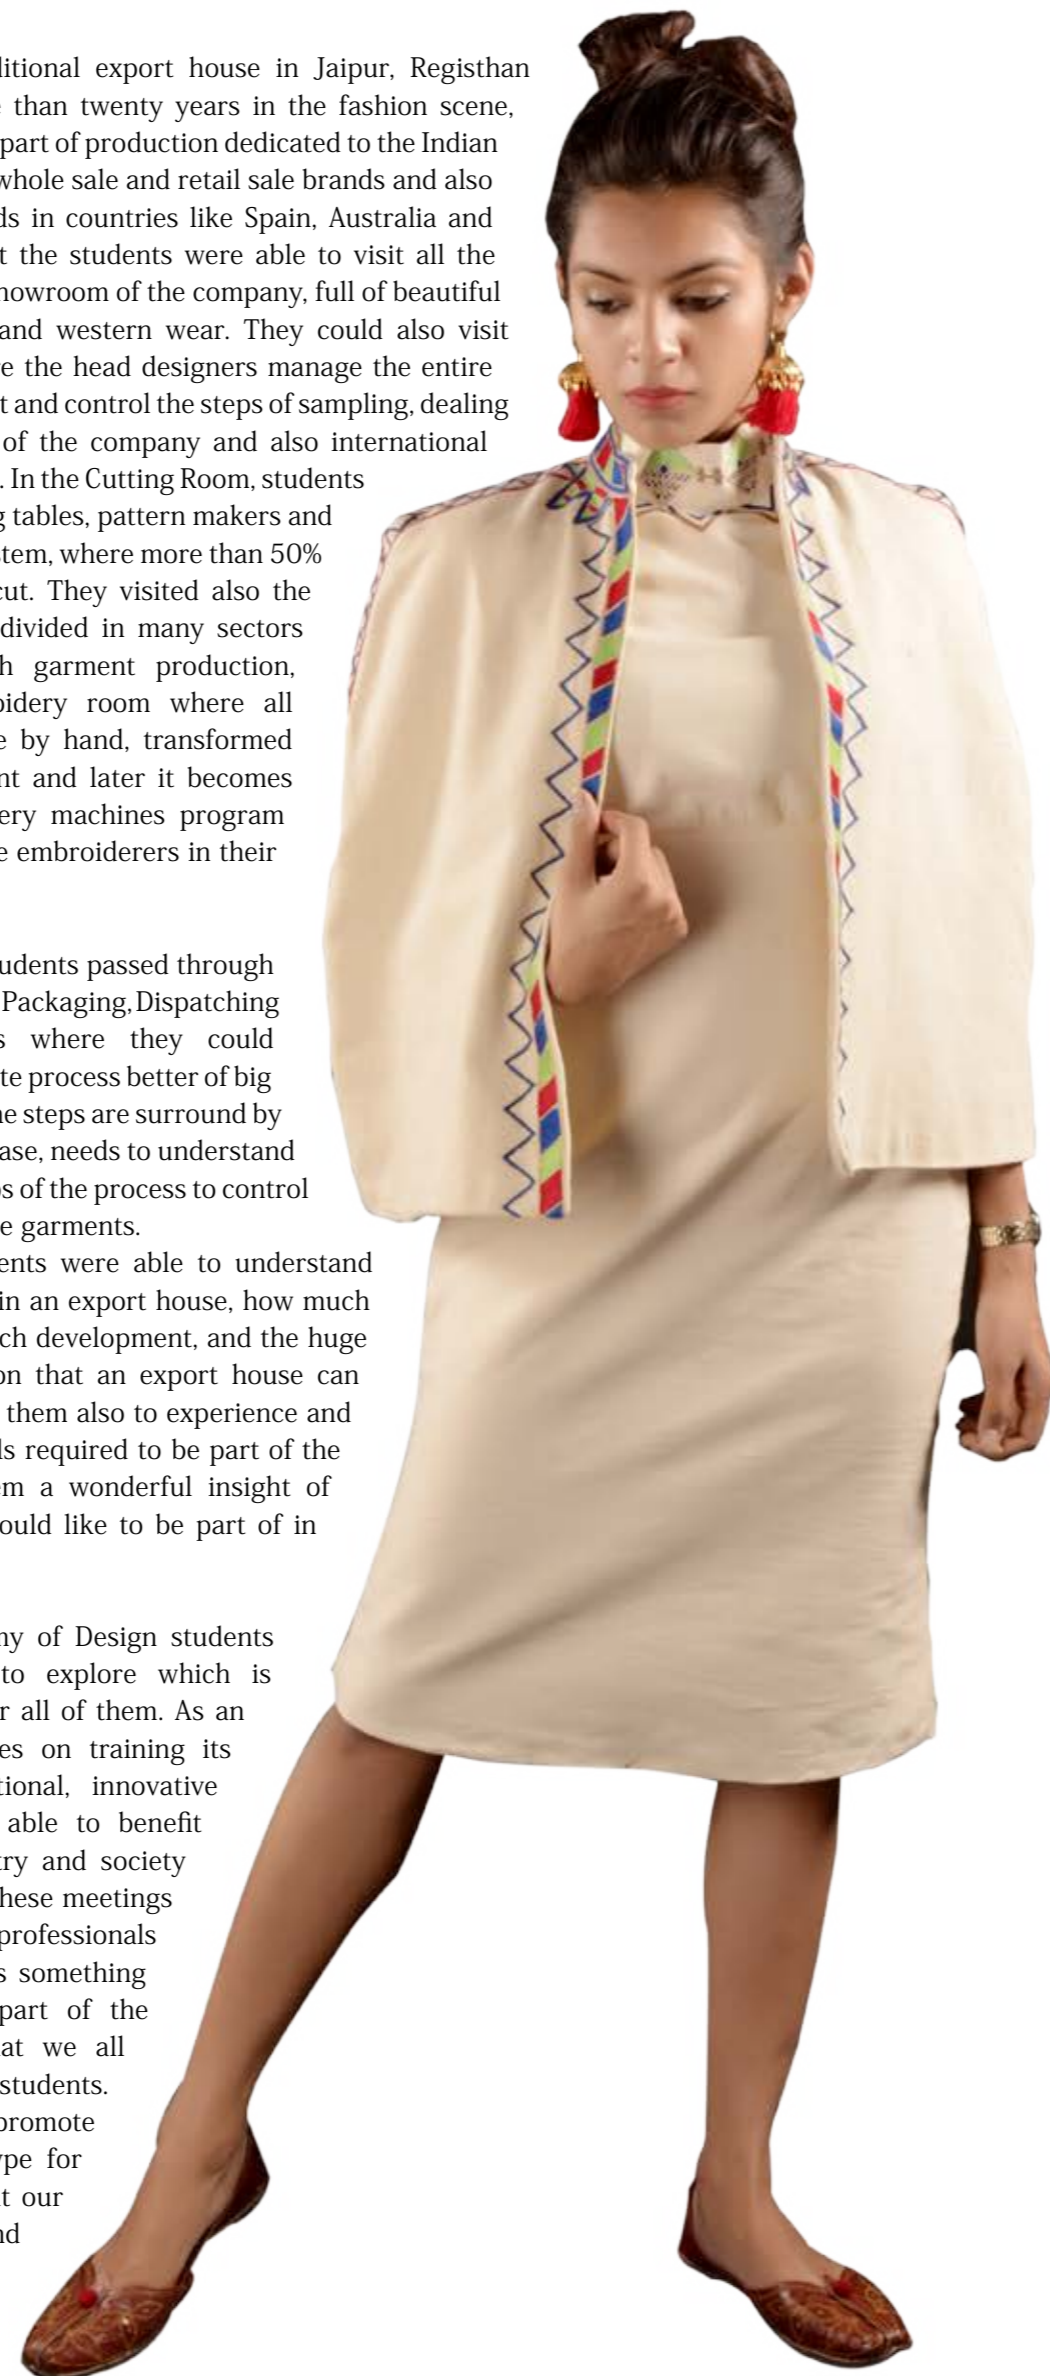 ditional export house in Jaipur, Registhan
e than twenty years in the fashion scene,
part of production dedicated to the Indian
whole sale and retail sale brands and also
ds in countries like Spain, Australia and
t the students were able to visit all the
howroom of the company, full of beautiful
and western wear. They could also visit
e the head designers manage the entire
t and control the steps of sampling, dealing
of the company and also international
. In the Cutting Room, students
g tables, pattern makers and
stem, where more than 50%
cut. They visited also the
divided in many sectors
h garment production,
oidery room where all
e by hand, transformed
nt and later it becomes
ery machines program
e embroiderers in their
udents passed through
Packaging, Dispatching
s where they could
te process better of big
ne steps are surround by
ase, needs to understand
ps of the process to control
e garments.
ents were able to understand
in an export house, how much
ch development, and the huge
on that an export house can
them also to experience and
ls required to be part of the
em a wonderful insight of
ould like to be part of in
my of Design students
to explore which is
r all of them. As an
es on training its
tional, innovative
able to benefit
try and society
hese meetings
professionals
s something
part of the
at we all
students.
promote
ype for
t our
nd